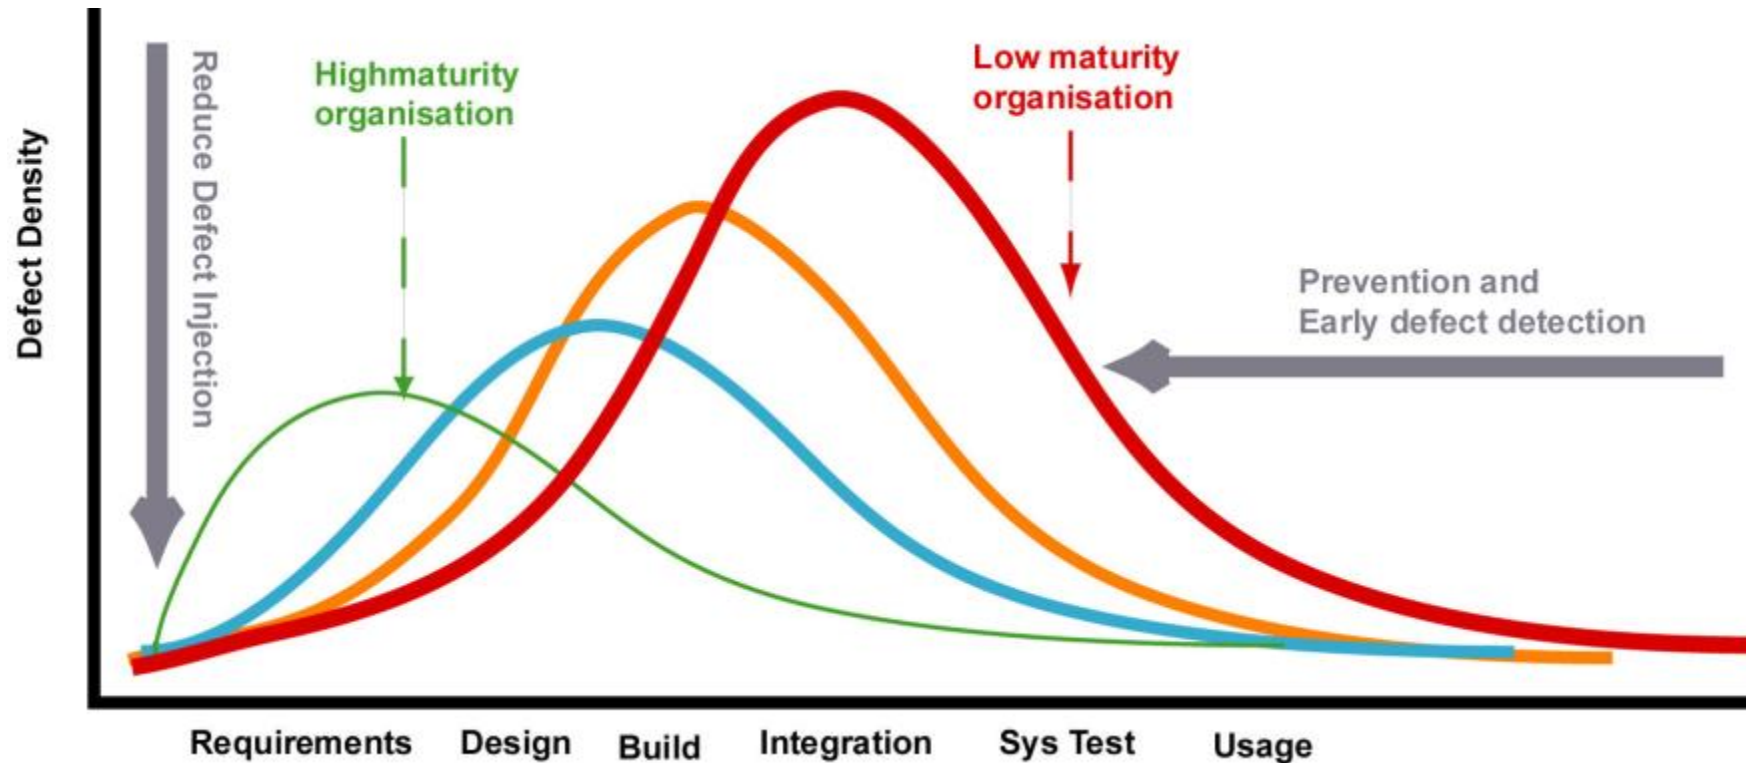 Defect Density
Reduce Defect Injection
Highmaturity
organisation
Low maturity
organisation
Prevention and
Early defect detection
Requirements Design Build Integration Sys Test Usage